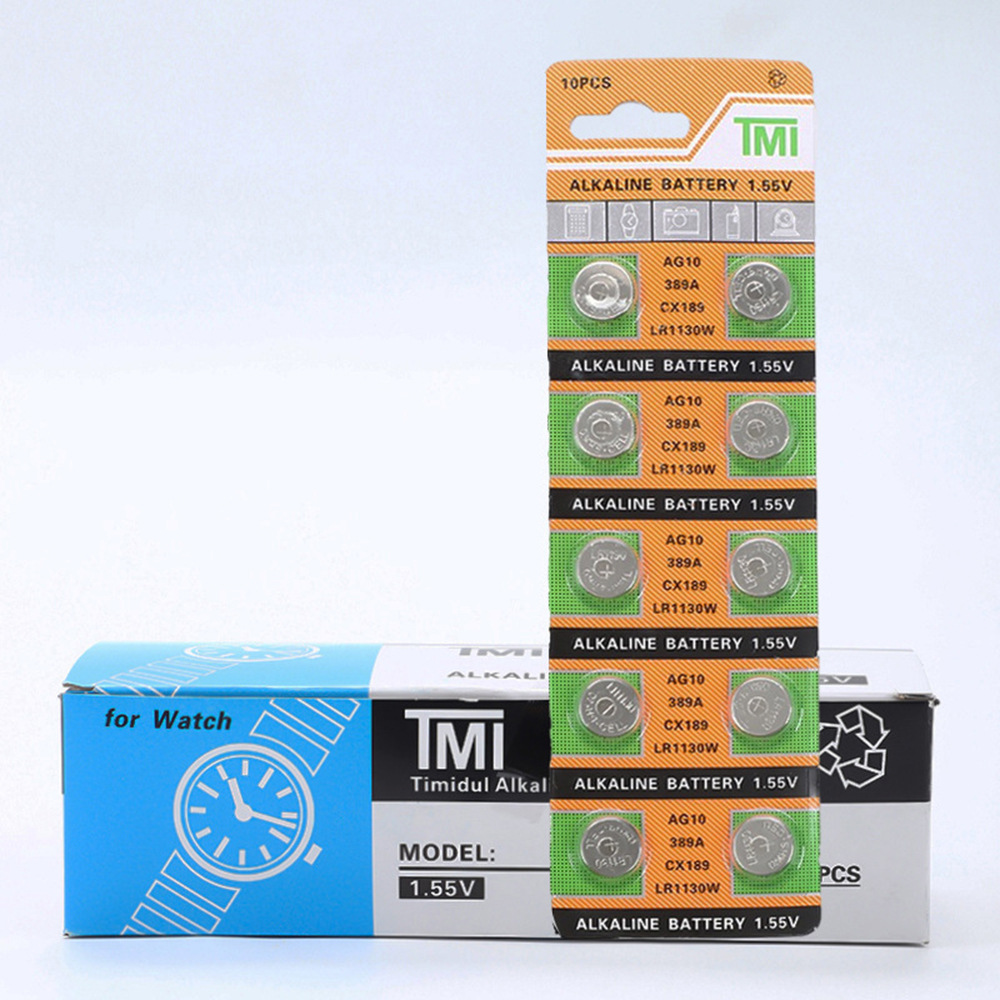 10PCS
TMI
ALKALINE BATTERY 1.55V
AG10
389A
CX189
LR1130W
ALKALINE BATTERY 1.55V
AG10
389A
CX189
LR1130W
ALKALINE BATTERY 1.55V
AG10
389A
CX189
LR1130W
ALKALINE BATTERY 1.55V
AG10
389A
CX189
LR1130W
ALKALINE BATTERY 1.55V
AG10
389A
CX189
LR1130W
ALKALINE BATTERY 1.55V
TMI
ALKALI
for Watch
TMI
Timidul Alkal
MODEL:
1.55V
PCS